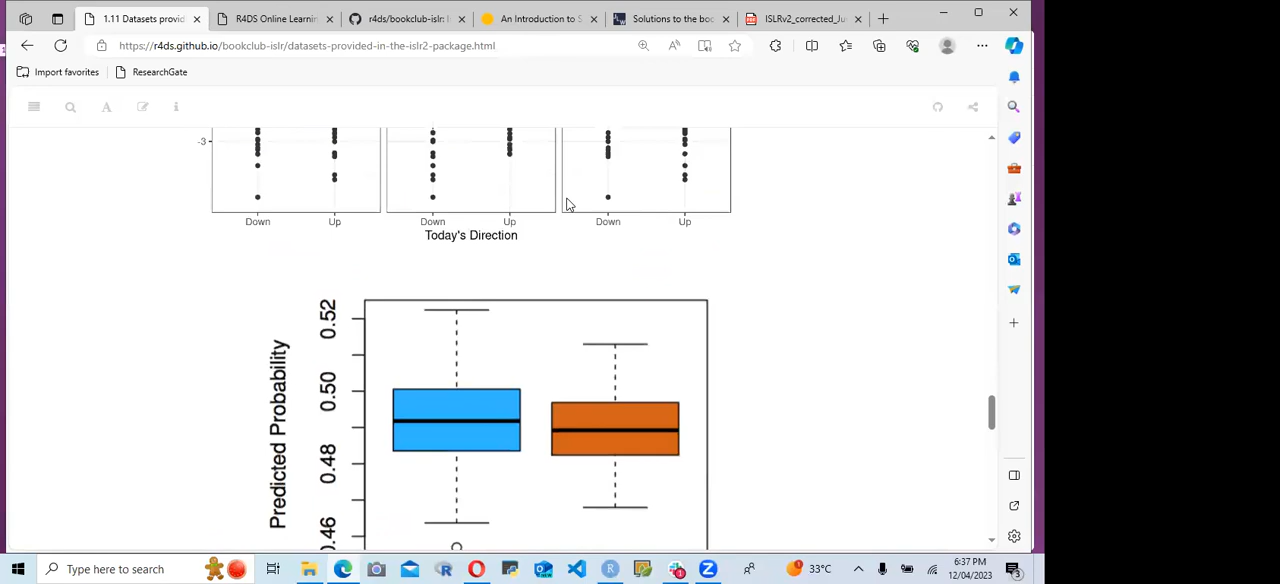 1.11 Datasets provid
R4DS Online Learnin
r4ds/bookclub-islr:
An Introduction to S
Solutions to the boo
ISLRv2_corrected_Ju
https://r4ds.github.io/bookclub-islr/datasets-provided-in-the-islr2-package.html
Import favorites
ResearchGate
-3
Down
Up
Down
Up
Down
Up
Today's Direction
Predicted Probability
0.52
0.50
0.48
0.46
Type here to search
33°C
6:37 PM
12/04/2023